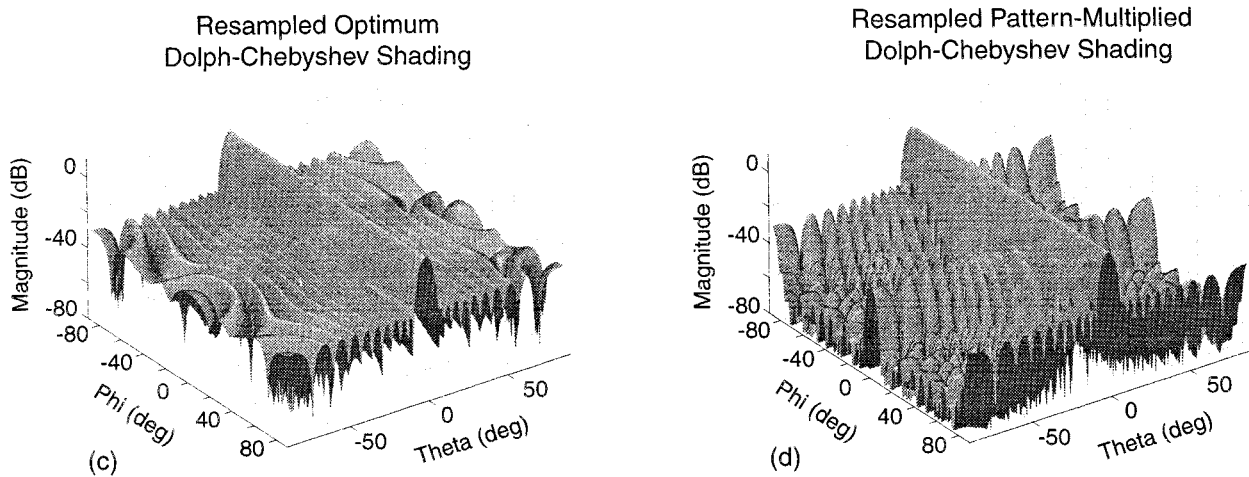 Resampled Optimum
Dolph-Chebyshev Shading
Magnitude (dB)
0
-40
-80
-80
-40
0
40
80
Phi (deg)
-50
0
50
Theta (deg)
(c)
Resampled Pattern-Multiplied
Dolph-Chebyshev Shading
Magnitude (dB)
0
-40
-80
-80
-40
0
40
80
Phi (deg)
-50
0
50
Theta (deg)
(d)